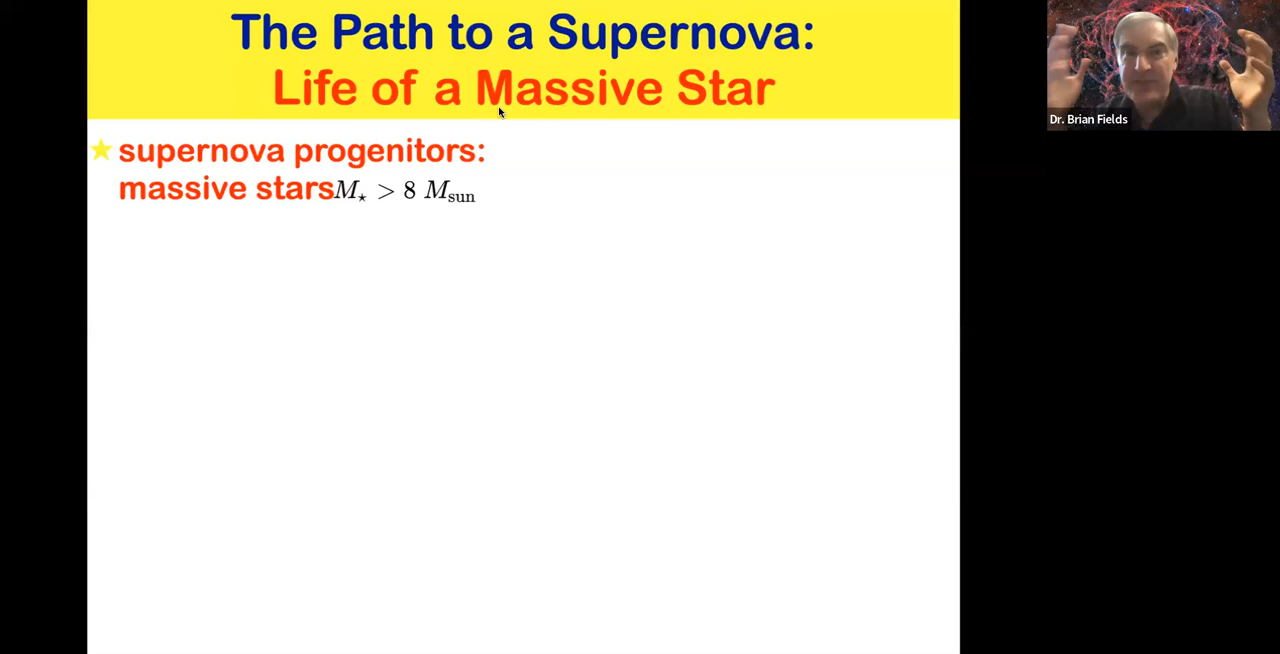 The Path to a Supernova:
Life of a Massive Star
supernova progenitors:
massive stars M⋆ > 8 Msun
Dr. Brian Fields